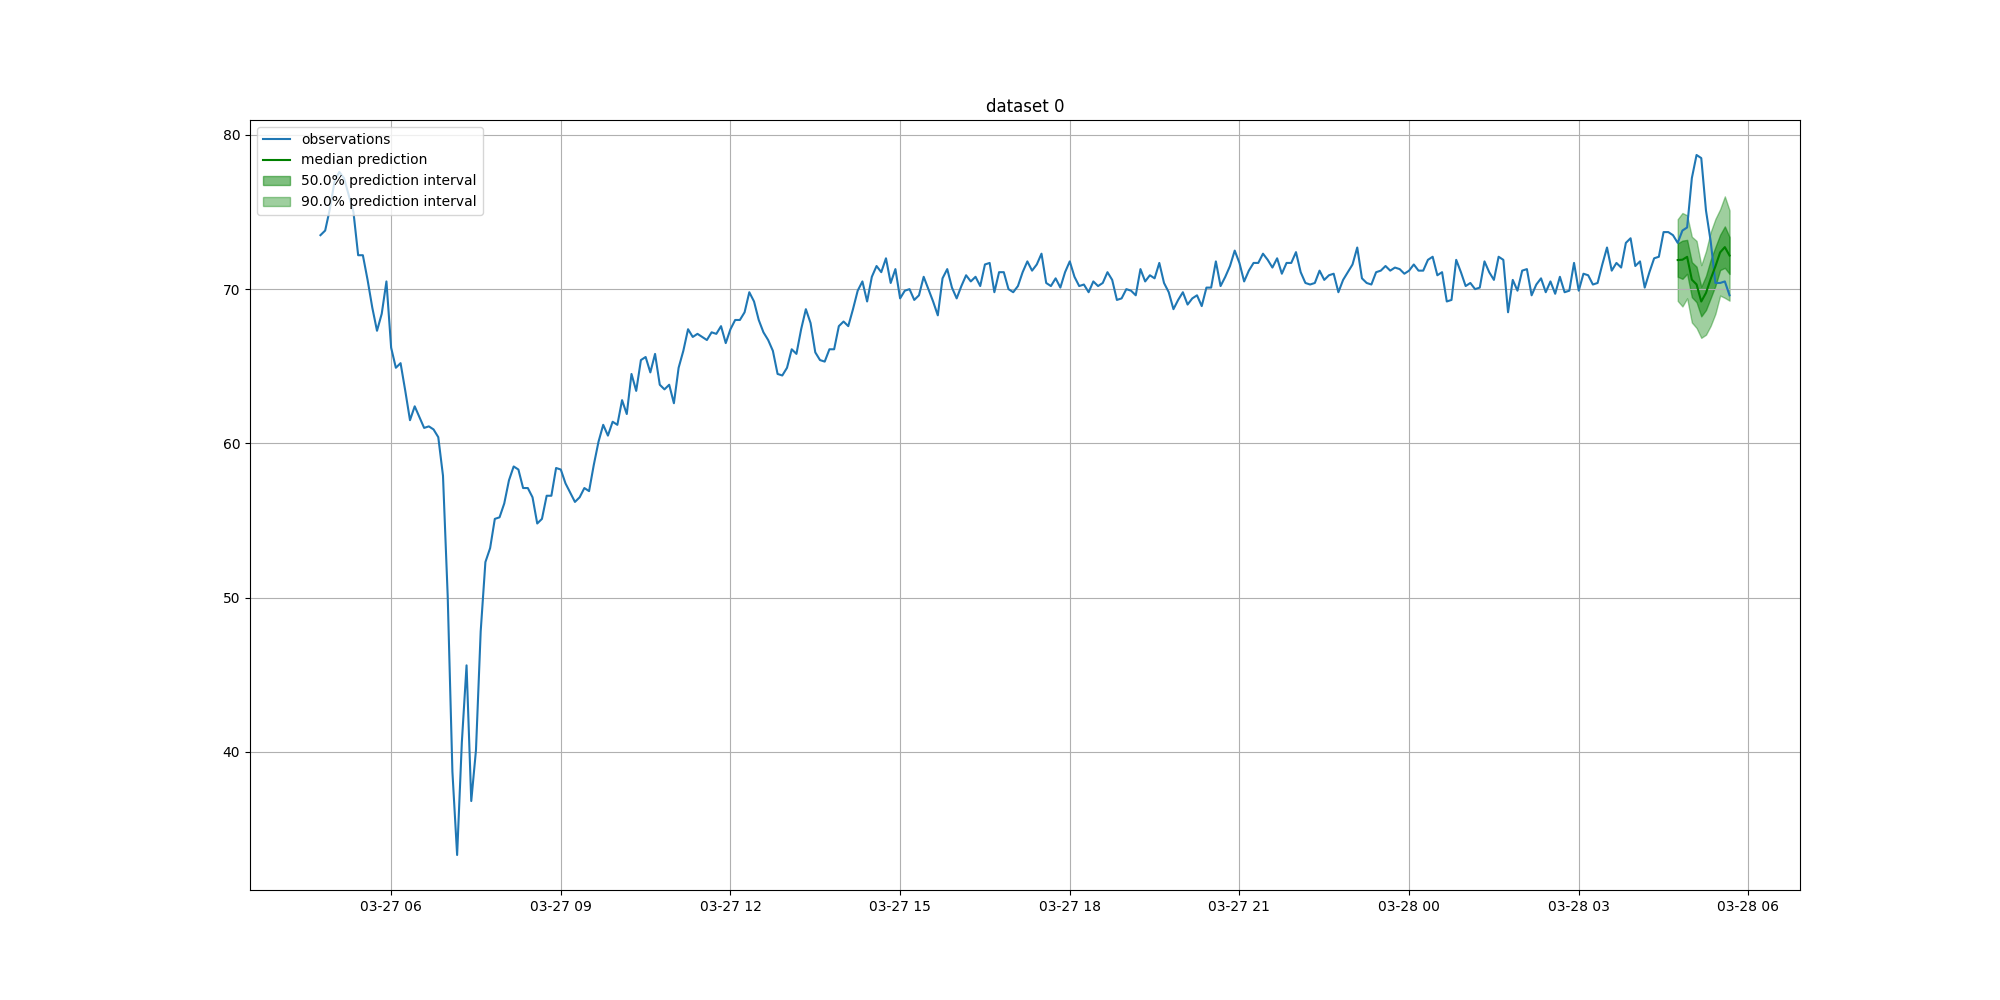 dataset 0
observations
median prediction
50.0% prediction interval
90.0% prediction interval
80
70
60
50
40
03-27 06
03-27 09
03-27 12
03-27 15
03-27 18
03-27 21
03-28 00
03-28 03
03-28 06